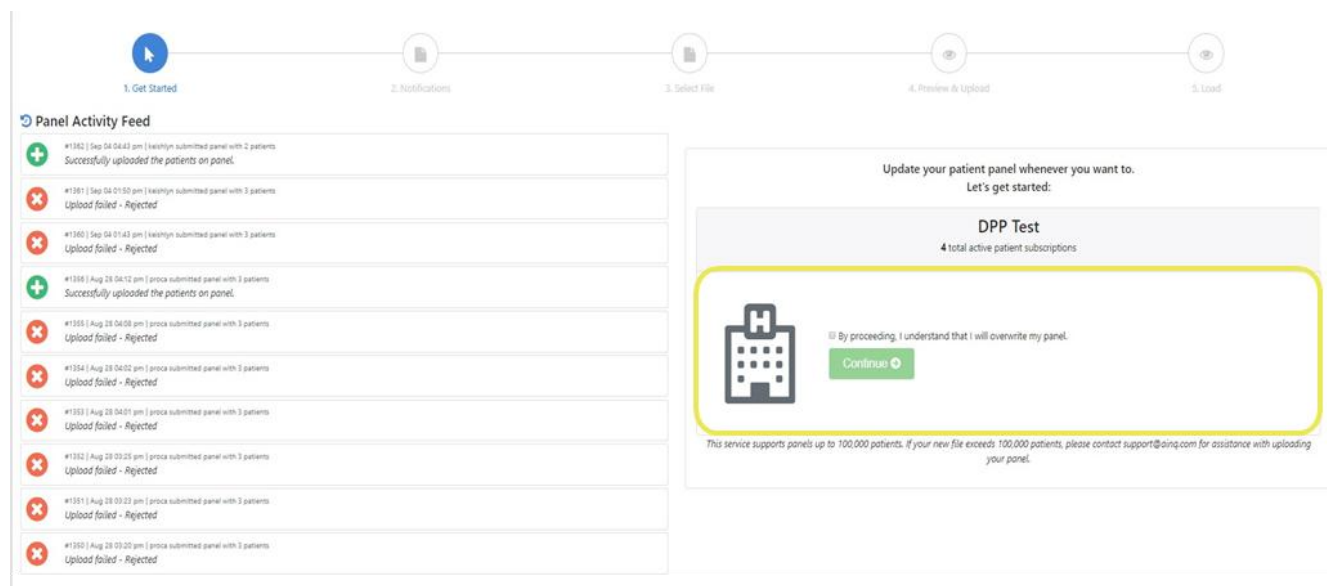 1. Get Started
2. Notifications
3. Select File
4. Preview & Upload
5. Load
Panel Activity Feed
#1362 | Sep 04 04:43 pm | keishlyn submitted panel with 2 patients
Successfully uploaded the patients on panel.
#1361 | Sep 04 01:50 pm | keishlyn submitted panel with 3 patients
Upload failed - Rejected
#1360 | Sep 04 01:43 pm | keishlyn submitted panel with 3 patients
Upload failed - Rejected
#1356 | Aug 28 04:12 pm | proca submitted panel with 3 patients
Successfully uploaded the patients on panel.
#1355 | Aug 28 04:08 pm | proca submitted panel with 3 patients
Upload failed - Rejected
#1354 | Aug 28 04:02 pm | proca submitted panel with 3 patients
Upload failed - Rejected
#1353 | Aug 28 04:01 pm | proca submitted panel with 3 patients
Upload failed - Rejected
#1352 | Aug 28 03:25 pm | proca submitted panel with 3 patients
Upload failed - Rejected
#1351 | Aug 28 03:23 pm | proca submitted panel with 3 patients
Upload failed - Rejected
#1350 | Aug 28 03:20 pm | proca submitted panel with 3 patients
Upload failed - Rejected
Update your patient panel whenever you want to.
Let's get started:
DPP Test
4 total active patient subscriptions
H
By proceeding, I understand that I will overwrite my panel.
Continue
This service supports panels up to 100,000 patients. If your new file exceeds 100,000 patients, please contact support@ainq.com for assistance with uploading
your panel.